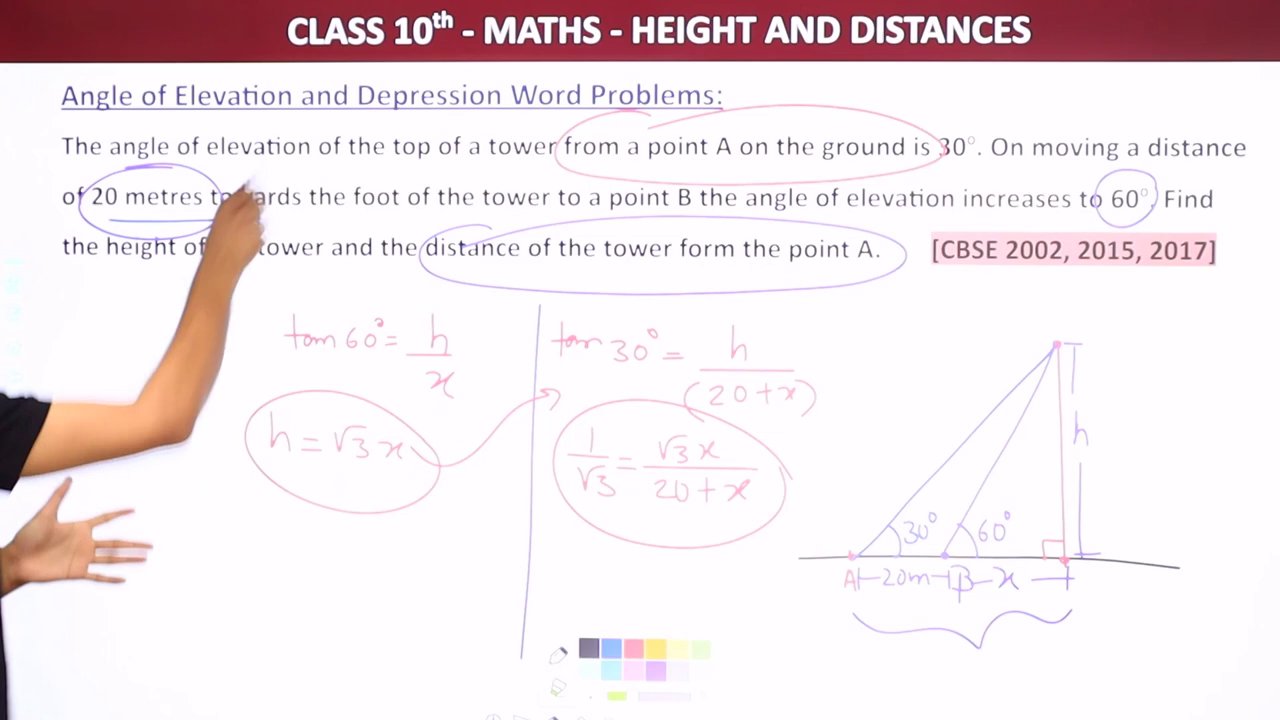 CLASS 10th - MATHS - HEIGHT AND DISTANCES
Angle of Elevation and Depression Word Problems:
The angle of elevation of the top of a tower from a point A on the ground is 30°. On moving a distance
of 20 metres towards the foot of the tower to a point B the angle of elevation increases to 60°. Find
the height of tower and the distance of the tower form the point A. [CBSE 2002, 2015, 2017]
tan 60° = h/x
h = √3 x
tan 30° = h/(20+x)
1/√3 = √3 x/20+x
h
30° 60°
A 20m B x